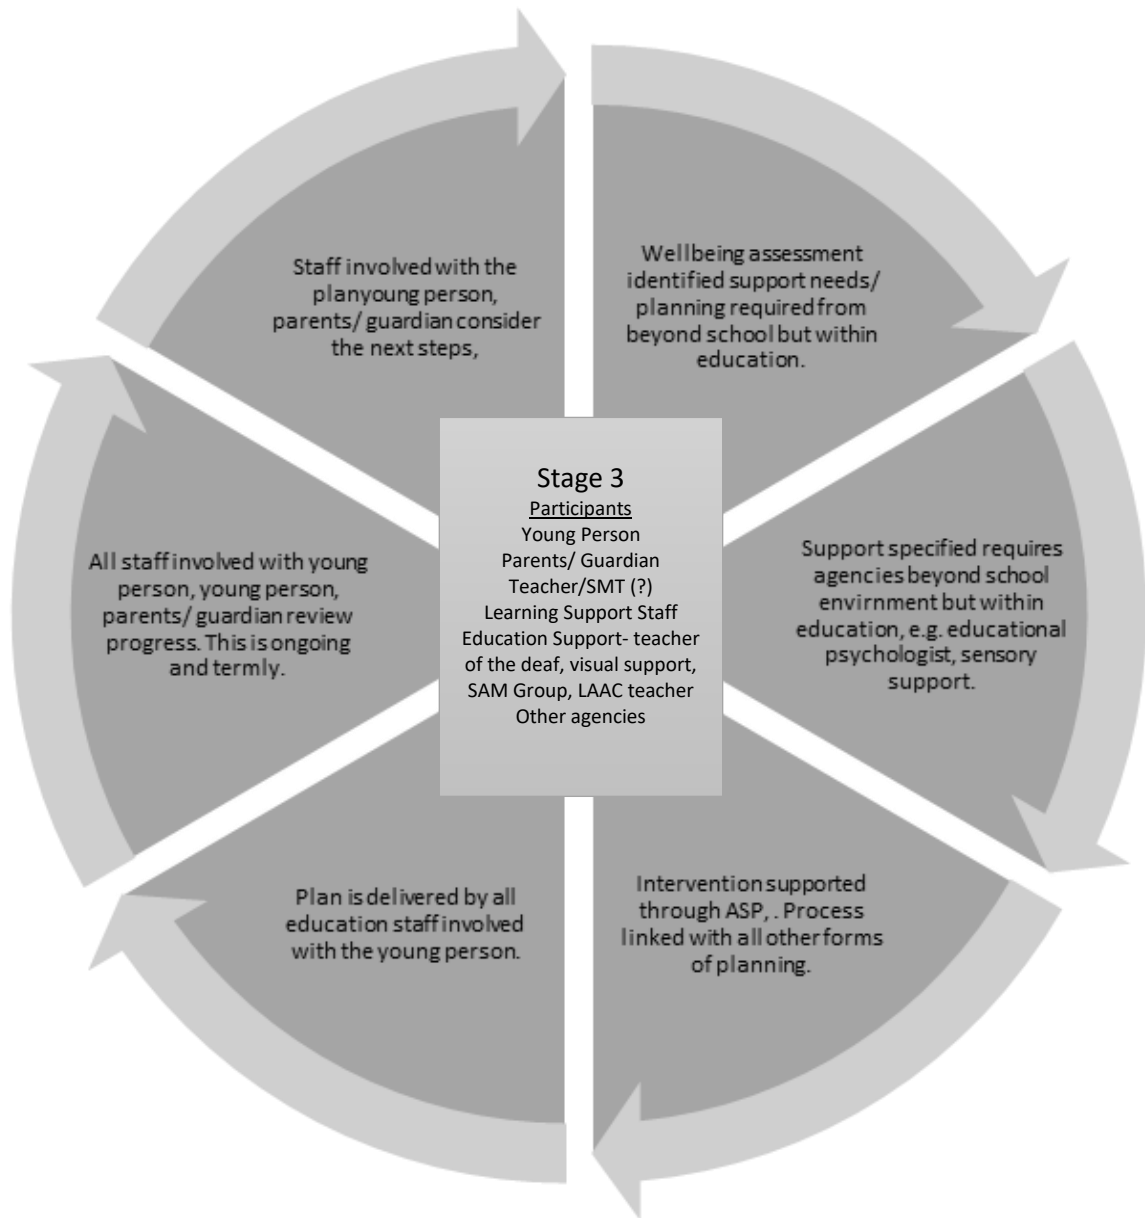 Staff involved with the
planyoung person,
parents/ guardian consider
the next steps,
Wellbeing assessment
identified support needs/
planning required from
beyond school but within
education.
Stage 3
Participants
Young Person
Parents/ Guardian
Teacher/SMT (?)
Learning Support Staff
Education Support- teacher
of the deaf, visual support,
SAM Group, LAAC teacher
Other agencies
All staff involved with young
person, young person,
parents/ guardian review
progress. This is ongoing
and termly.
Support specified requires
agencies beyond school
envirnment but within
education, e.g. educational
psychologist, sensory
support.
Plan is delivered by all
education staff involved
with the young person.
Intervention supported
through ASP, . Process
linked with all other forms
of planning.